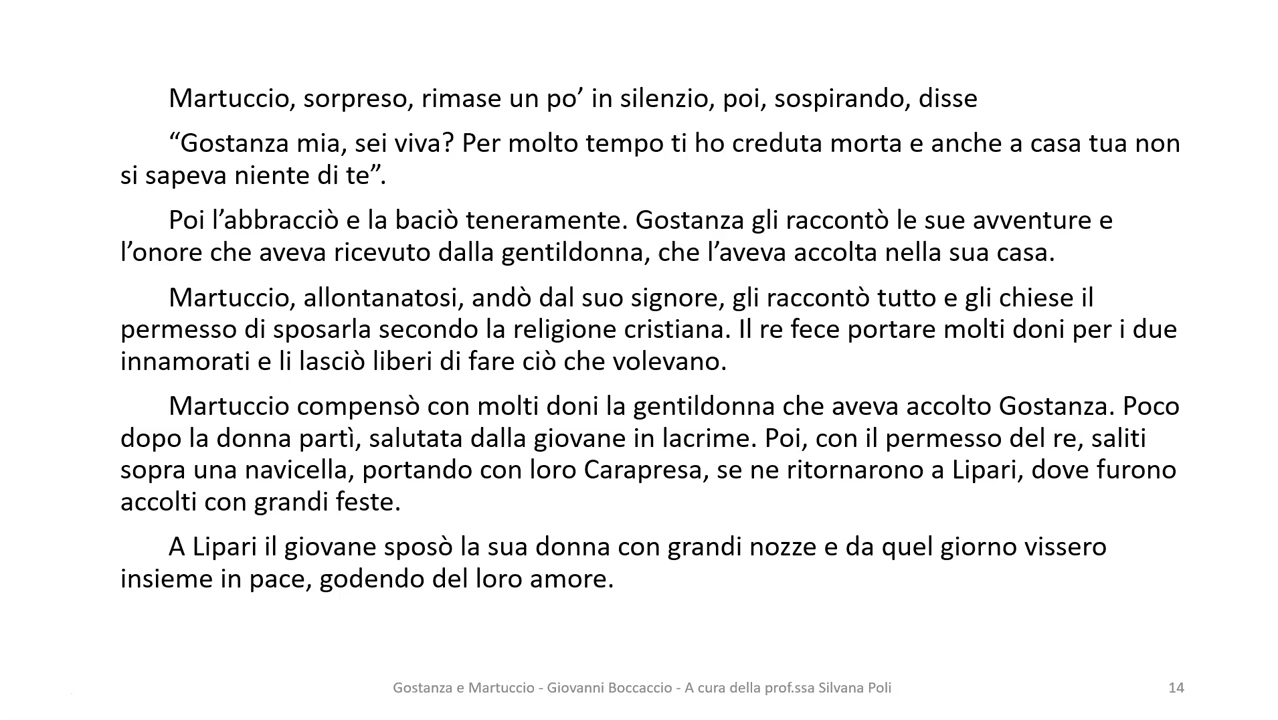 Martuccio, sorpreso, rimase un po’ in silenzio, poi, sospirando, disse
“Gostanza mia, sei viva? Per molto tempo ti ho creduta morta e anche a casa tua non
si sapeva niente di te”.
Poi l’abbracciò e la baciò teneramente. Gostanza gli raccontò le sue avventure e
l’onore che aveva ricevuto dalla gentildonna, che l’aveva accolta nella sua casa.
Martuccio, allontanatosi, andò dal suo signore, gli raccontò tutto e gli chiese il
permesso di sposarla secondo la religione cristiana. Il re fece portare molti doni per i due
innamorati e li lasciò liberi di fare ciò che volevano.
Martuccio compensò con molti doni la gentildonna che aveva accolto Gostanza. Poco
dopo la donna partì, salutata dalla giovane in lacrime. Poi, con il permesso del re, saliti
sopra una navicella, portando con loro Carapresa, se ne ritornarono a Lipari, dove furono
accolti con grandi feste.
A Lipari il giovane sposò la sua donna con grandi nozze e da quel giorno vissero
insieme in pace, godendo del loro amore.
Gostanza e Martuccio - Giovanni Boccaccio - A cura della prof.ssa Silvana Poli
14